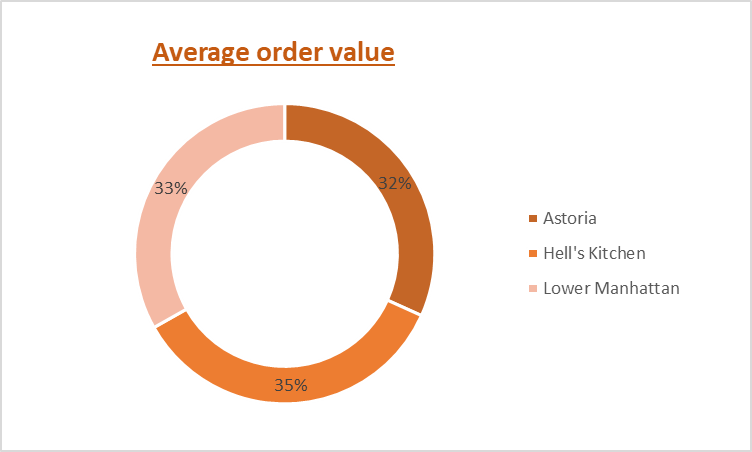 Average order value
33%
32%
35%
Astoria
Hell's Kitchen
Lower Manhattan